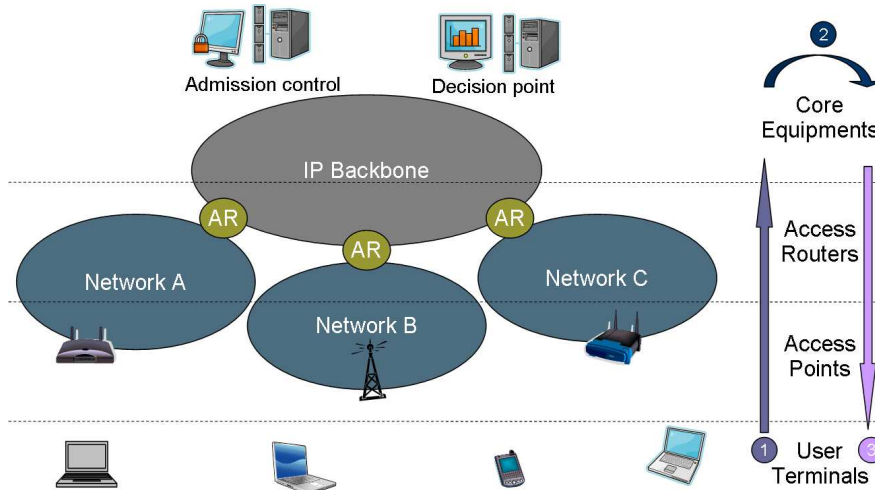 Admission control
Decision point
2
Core
Equipments
IP Backbone
AR
AR
AR
Access
Routers
Network A
Network C
Network B
Access
Points
1
User
Terminals
3